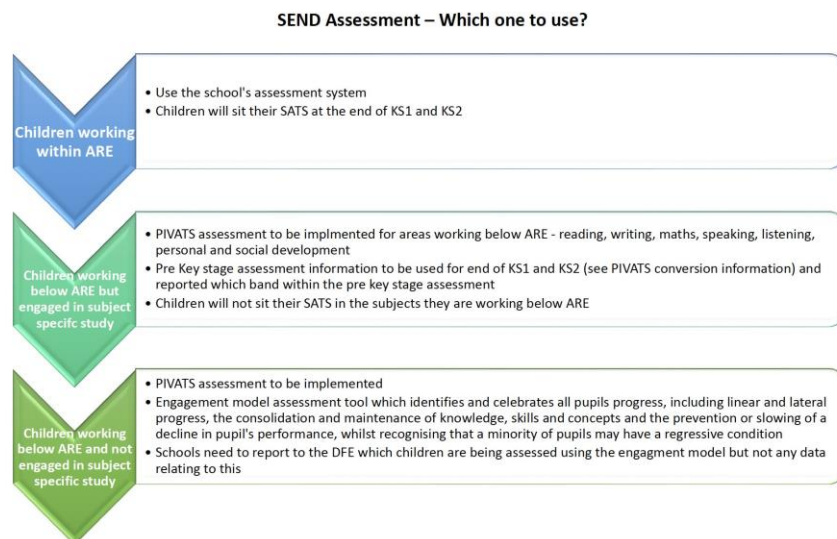 SEND Assessment – Which one to use?
Children working
within ARE
• Use the school's assessment system
• Children will sit their SATS at the end of KS1 and KS2
Children working
below ARE but
engaged in subject
specifc study
• PIVATS assessment to be implmented for areas working below ARE - reading, writing, maths, speaking, listening,
personal and social development
• Pre Key stage assessment information to be used for end of KS1 and KS2 (see PIVATS conversion information) and
reported which band within the pre key stage assessment
• Children will not sit their SATS in the subjects they are working below ARE
Children working
below ARE and not
engaged in subject
specific study
• PIVATS assessment to be implemented
• Engagement model assessment tool which identifies and celebrates all pupils progress, including linear and lateral
progress, the consolidation and maintenance of knowledge, skills and concepts and the prevention or slowing of a
decline in pupil's performance, whilst recognising that a minority of pupils may have a regressive condition
• Schools need to report to the DFE which children are being assessed using the engagment model but not any data
relating to this